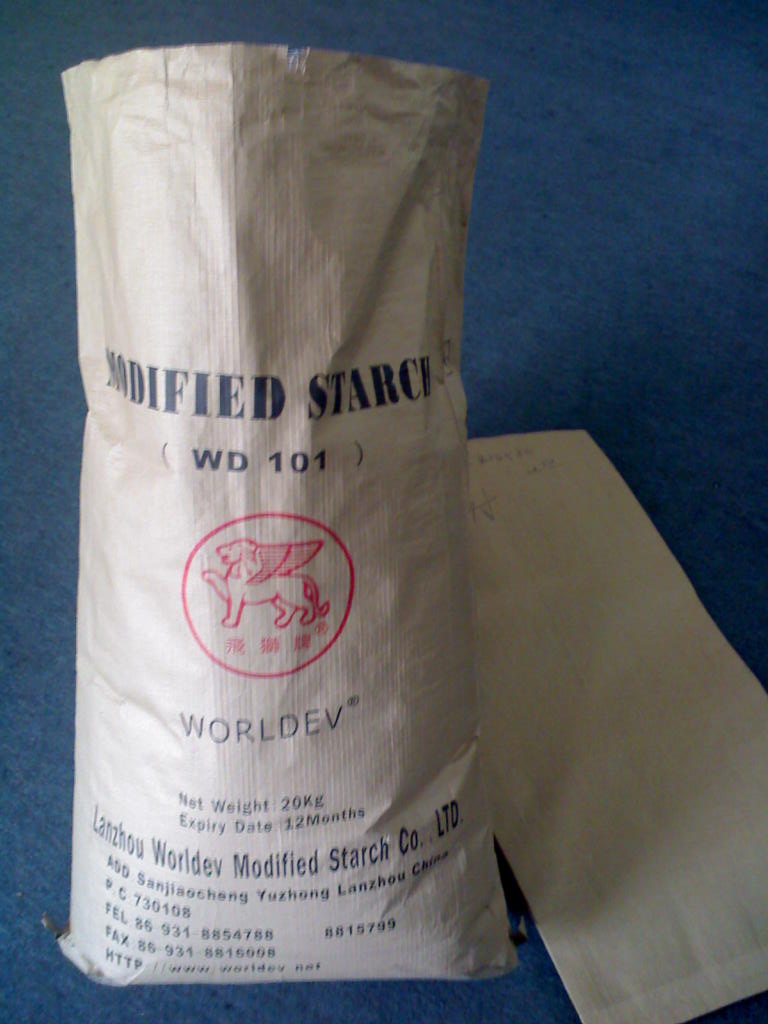 MODIFIED STARCH
( WD 101 )
飛獅牌®
WORLDEV®
Net Weight 20Kg
Expiry Date 12Months
Lanzhou Worldev Modified Starch Co., LTD.
ADD Sanjiaocheng Yuzhong Lanzhou China
P.C 730108
FEL 86 931 8854788 8815799
FAX 86 931 8816008
HTTP://www.worldev.net